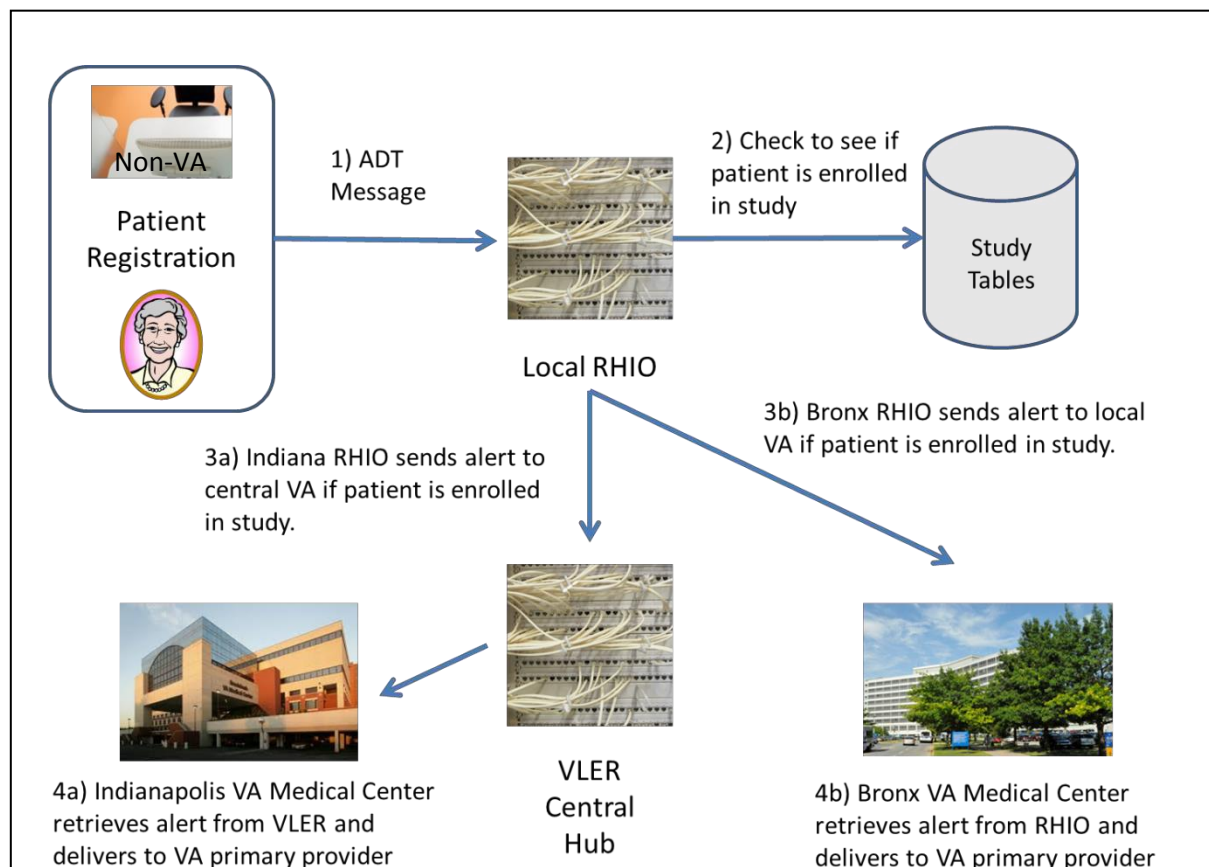 Non-VA
Patient
Registration
1) ADT
Message
Local RHIO
2) Check to see if
patient is enrolled
in study
Study
Tables
3a) Indiana RHIO sends alert to
central VA if patient is enrolled
in study.
3b) Bronx RHIO sends alert to local
VA if patient is enrolled in study.
VLER
Central
Hub
4a) Indianapolis VA Medical Center
retrieves alert from VLER and
delivers to VA primary provider
4b) Bronx VA Medical Center
retrieves alert from RHIO and
delivers to VA primary provider